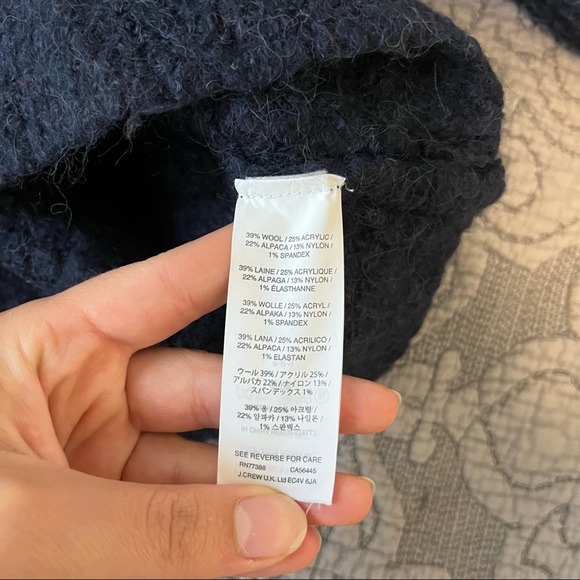 39% WOOL / 25% ACRYLIC /
22% ALPACA / 13% NYLON /
1% SPANDEX
39% LAINE / 25% ACRYLIQUE /
22% ALPAGA / 13% NYLON /
1% ÉLASTHANNE
39% WOLLE / 25% ACRYL /
22% ALPAKA / 13% NYLON /
1% SPANDEX
39% LANA / 25% ACRILICO /
22% ALPACA / 13% NYLON /
1% ELASTAN
ウール 39% / アクリル 25% /
アルパカ 22% / ナイロン 13% /
スパンデックス 1%
39% 울 / 25% 아크릴 /
22% 알파카 / 13% 나일론 /
1% 스판덱스
SEE REVERSE FOR CARE
RN77388 CA56445
J.CREW U.K. Ltd EC4V 6JA